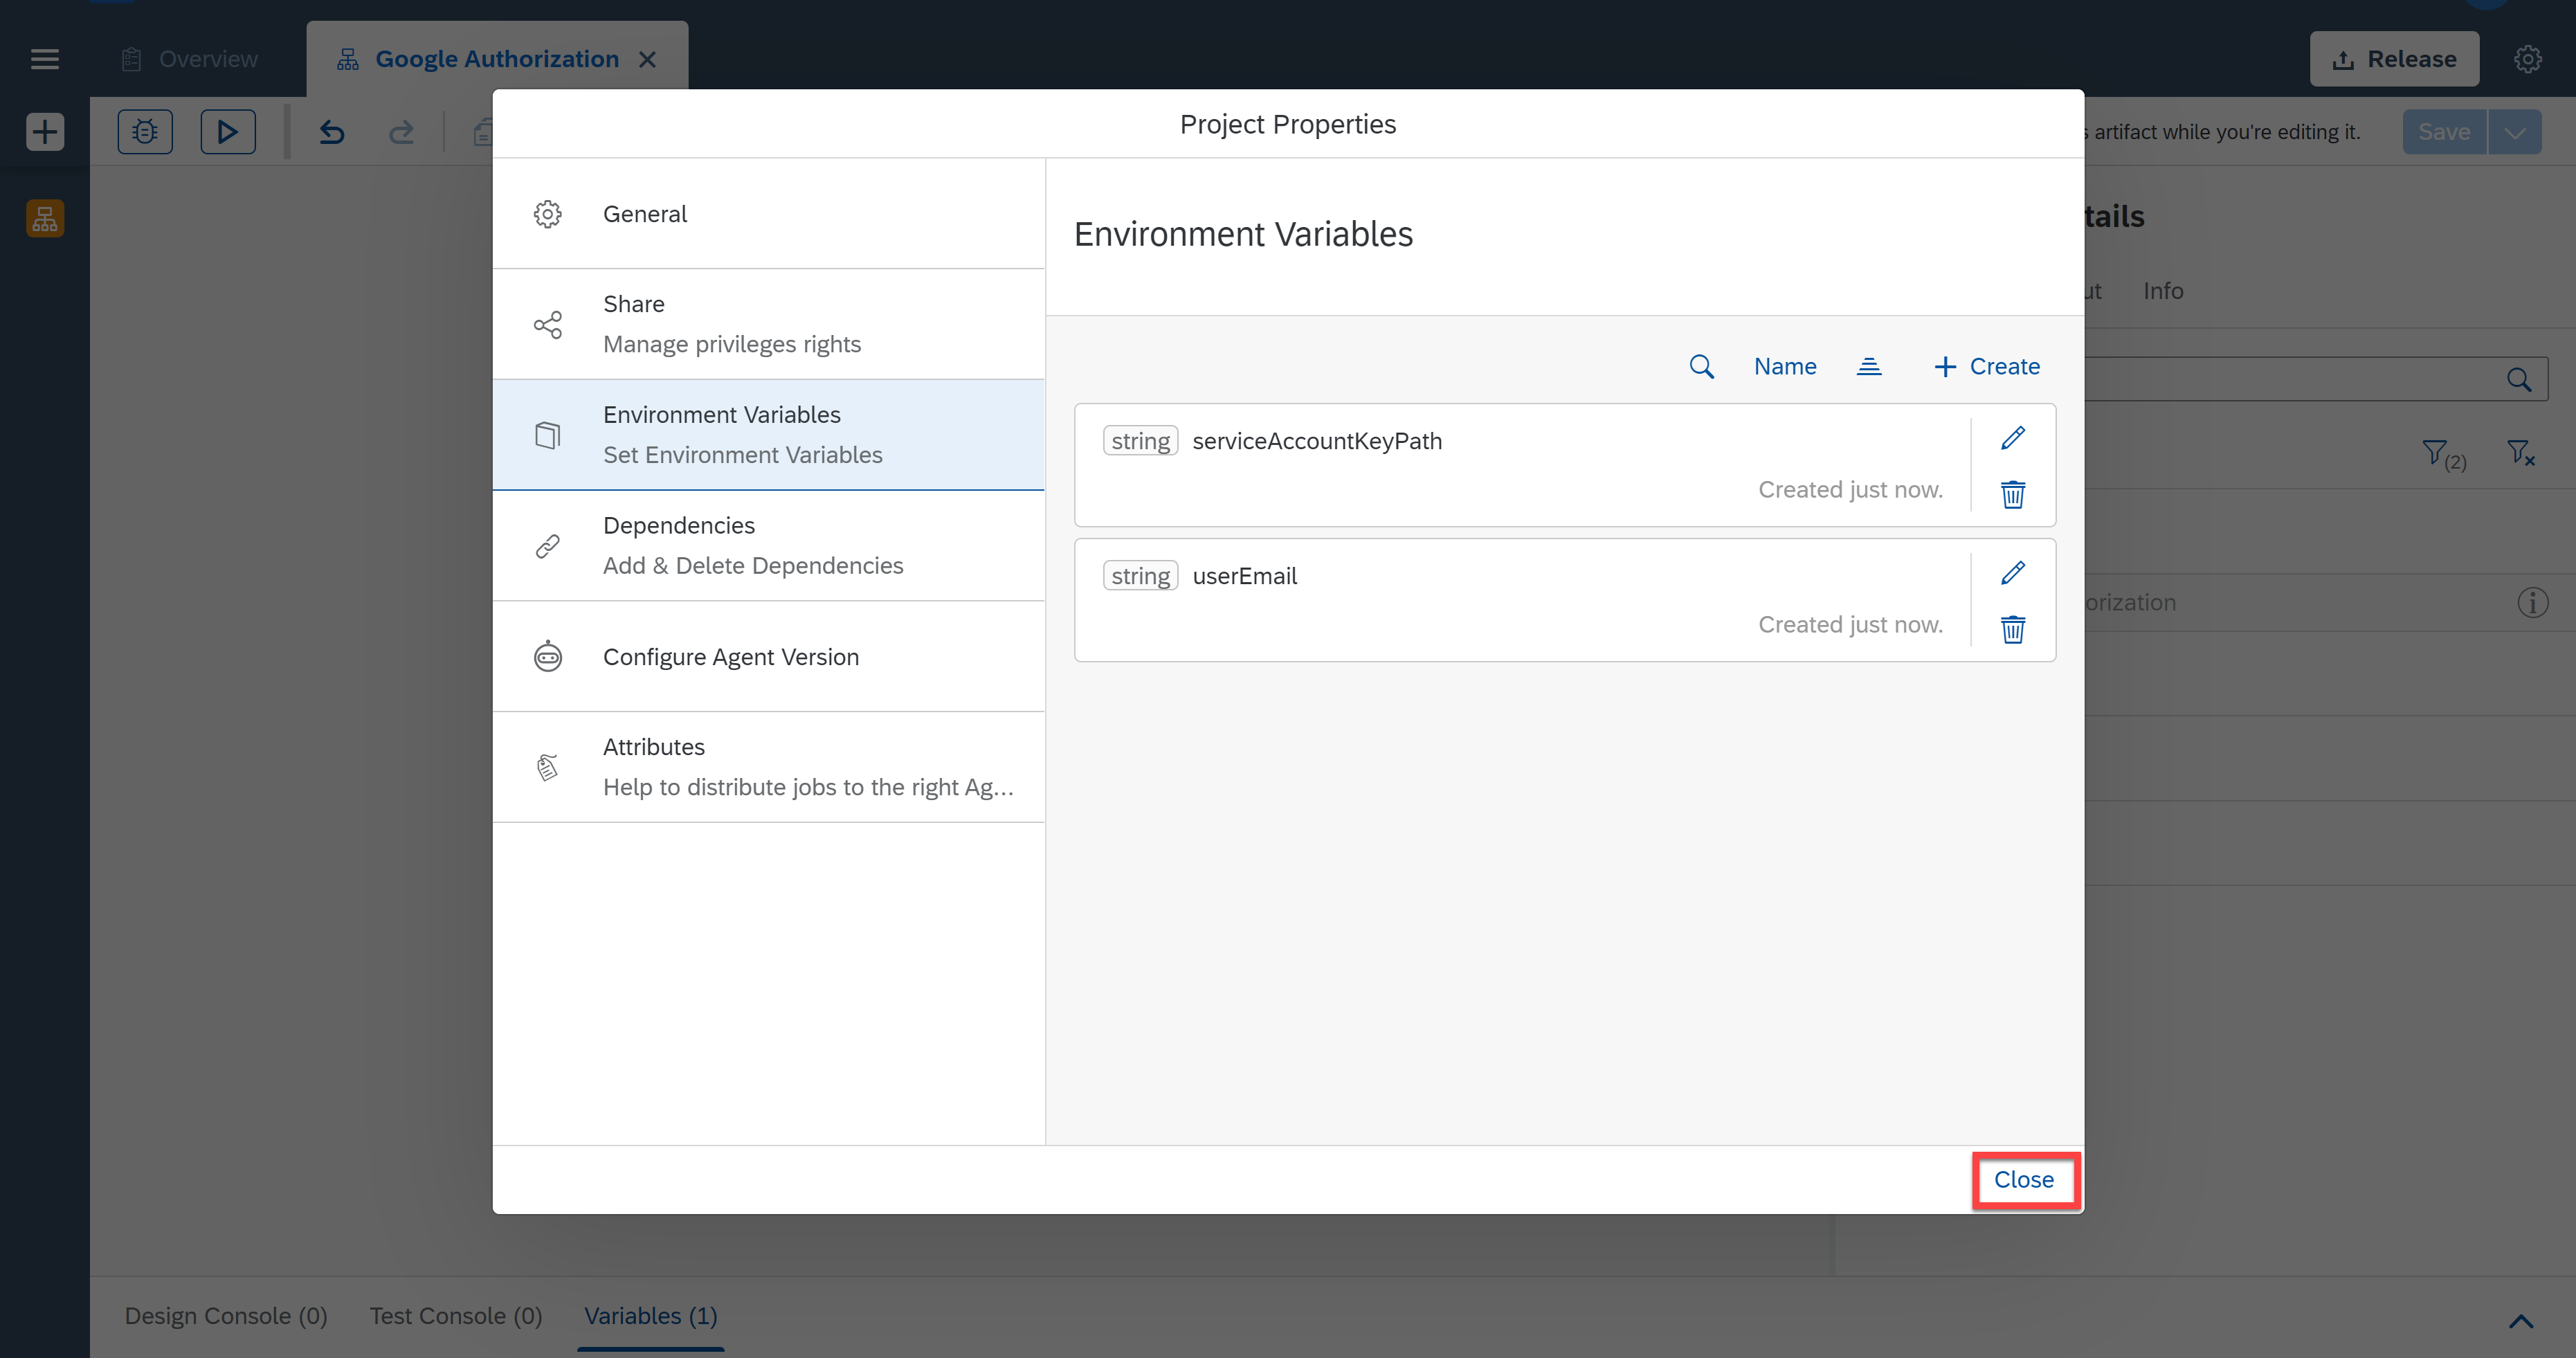 Overview
Google Authorization
Release
s artifact while you're editing it.
Save
Project Properties
General
Share
Manage privileges rights
Environment Variables
Set Environment Variables
Dependencies
Add & Delete Dependencies
Configure Agent Version
Attributes
Help to distribute jobs to the right Ag...
Environment Variables
Name
Create
string serviceAccountKeyPath
Created just now.
string userEmail
Created just now.
Close
tails
ut
Info
(2)
orization
Design Console (0)
Test Console (0)
Variables (1)